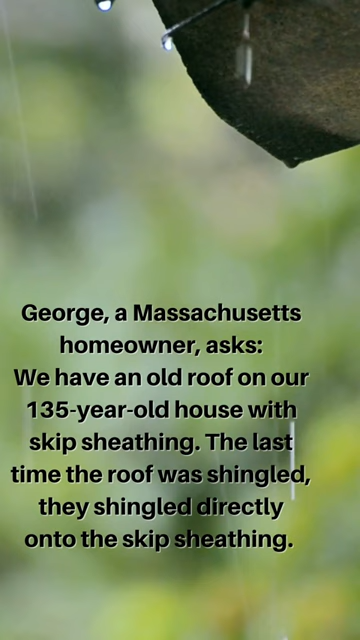 George, a Massachusetts
homeowner, asks:
We have an old roof on our
135-year-old house with
skip sheathing. The last
time the roof was shingled,
they shingled directly
onto the skip sheathing.